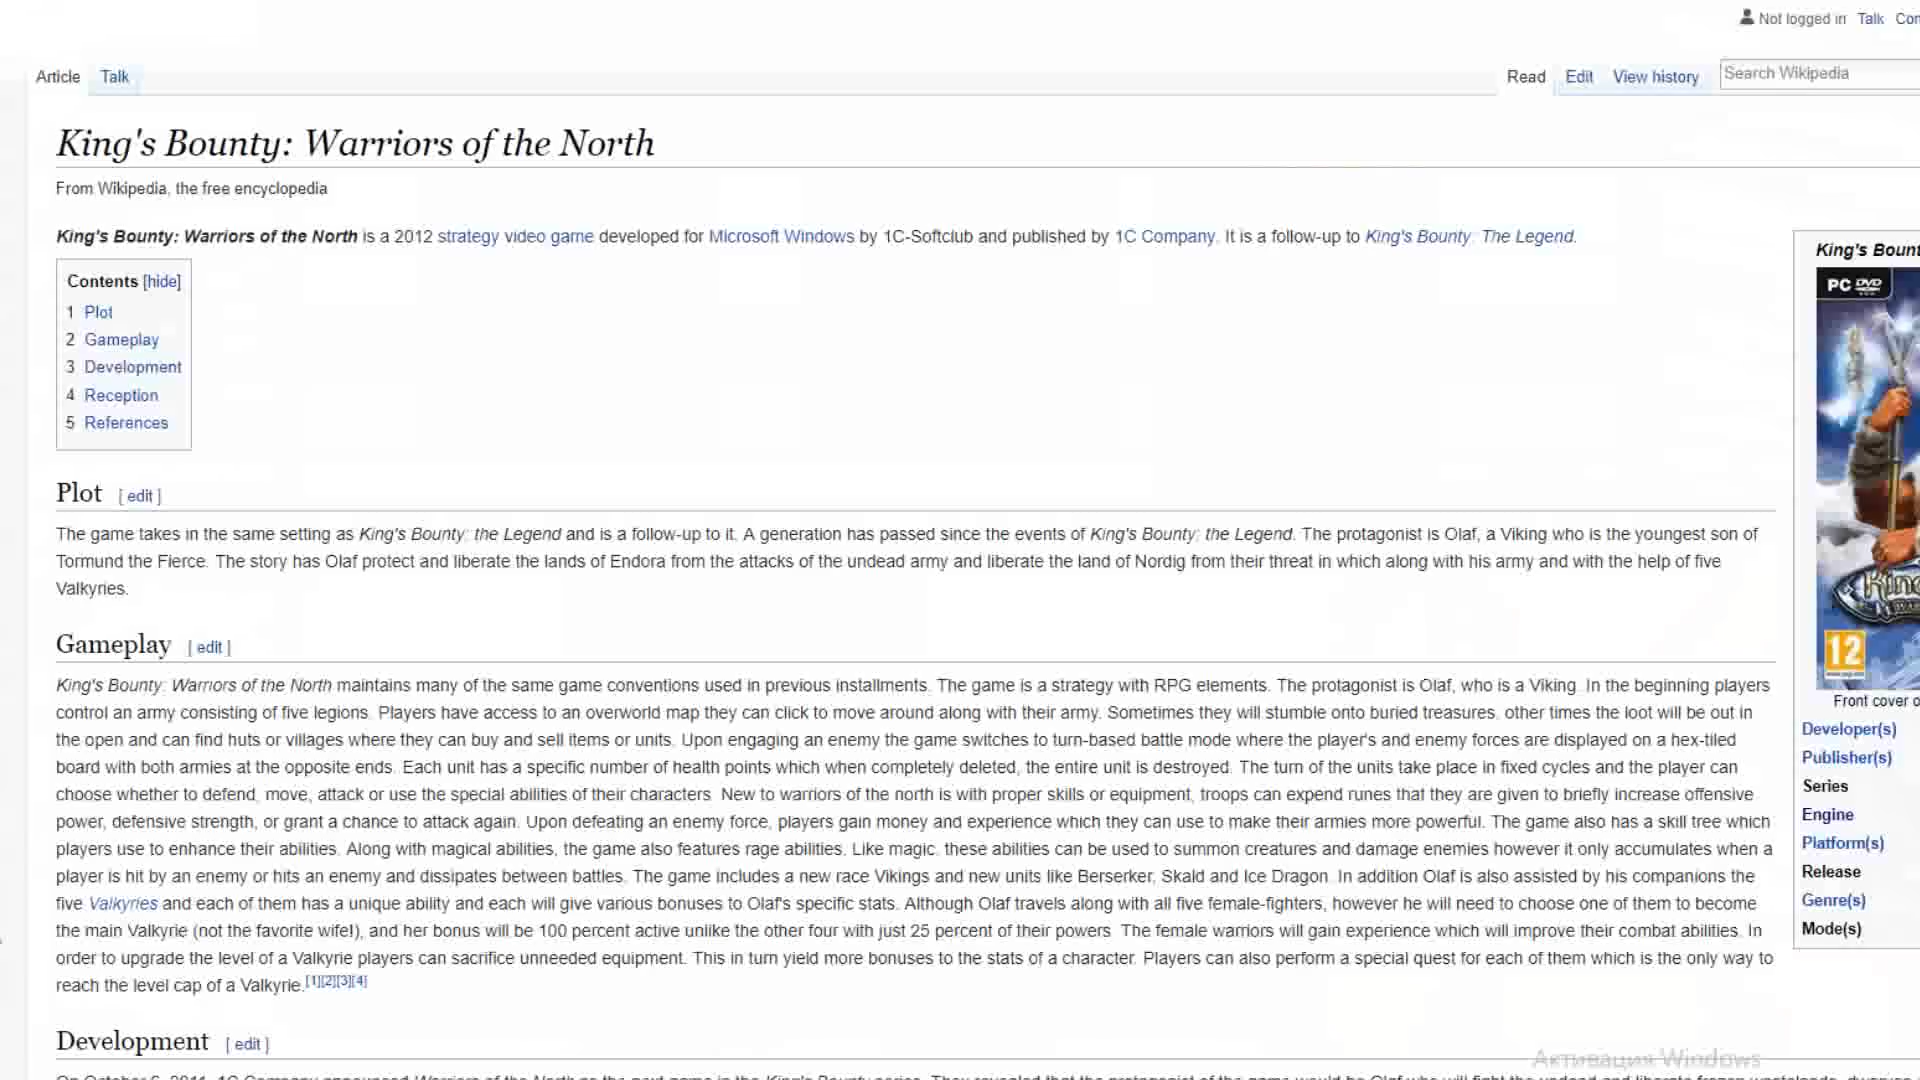 Not logged in Talk
Article Talk
Read Edit View history Search Wikipedia
King's Bounty: Warriors of the North
From Wikipedia, the free encyclopedia
King's Bounty: Warriors of the North is a 2012 strategy video game developed for Microsoft Windows by 1C-Softclub and published by 1C Company. It is a follow-up to King's Bounty: The Legend.
Contents [hide]
1 Plot
2 Gameplay
3 Development
4 Reception
5 References
Plot [ edit ]
The game takes in the same setting as King's Bounty: the Legend and is a follow-up to it. A generation has passed since the events of King's Bounty: the Legend. The protagonist is Olaf, a Viking who is the youngest son of
Tormund the Fierce. The story has Olaf protect and liberate the lands of Endora from the attacks of the undead army and liberate the land of Nordig from their threat in which along with his army and with the help of five
Valkyries.
Gameplay [ edit ]
King's Bounty: Warriors of the North maintains many of the same game conventions used in previous installments. The game is a strategy with RPG elements. The protagonist is Olaf, who is a Viking. In the beginning players
control an army consisting of five legions. Players have access to an overworld map they can click to move around along with their army. Sometimes they will stumble onto buried treasures, other times the loot will be out in
the open and can find huts or villages where they can buy and sell items or units. Upon engaging an enemy the game switches to turn-based battle mode where the player's and enemy forces are displayed on a hex-tiled
board with both armies at the opposite ends. Each unit has a specific number of health points which when completely deleted, the entire unit is destroyed. The turn of the units take place in fixed cycles and the player can
choose whether to defend, move, attack or use the special abilities of their characters. New to warriors of the north is with proper skills or equipment, troops can expend runes that they are given to briefly increase offensive
power, defensive strength, or grant a chance to attack again. Upon defeating an enemy force, players gain money and experience which they can use to make their armies more powerful. The game also has a skill tree which
players use to enhance their abilities. Along with magical abilities, the game also features rage abilities. Like magic, these abilities can be used to summon creatures and damage enemies however it only accumulates when a
player is hit by an enemy or hits an enemy and dissipates between battles. The game includes a new race Vikings and new units like Berserker, Skald and Ice Dragon. In addition Olaf is also assisted by his companions the
five Valkyries and each of them has a unique ability and each will give various bonuses to Olaf's specific stats. Although Olaf travels along with all five female-fighters, however he will need to choose one of them to become
the main Valkyrie (not the favorite wife!), and her bonus will be 100 percent active unlike the other four with just 25 percent of their powers. The female warriors will gain experience which will improve their combat abilities. In
order to upgrade the level of a Valkyrie players can sacrifice unneeded equipment. This in turn yield more bonuses to the stats of a character. Players can also perform a special quest for each of them which is the only way to
reach the level cap of a Valkyrie.[1][2][3][4]
Development [ edit ]
King's Bount
PC DVD
12
Front cover o
Developer(s)
Publisher(s)
Series
Engine
Platform(s)
Release
Genre(s)
Mode(s)
Активация Windows